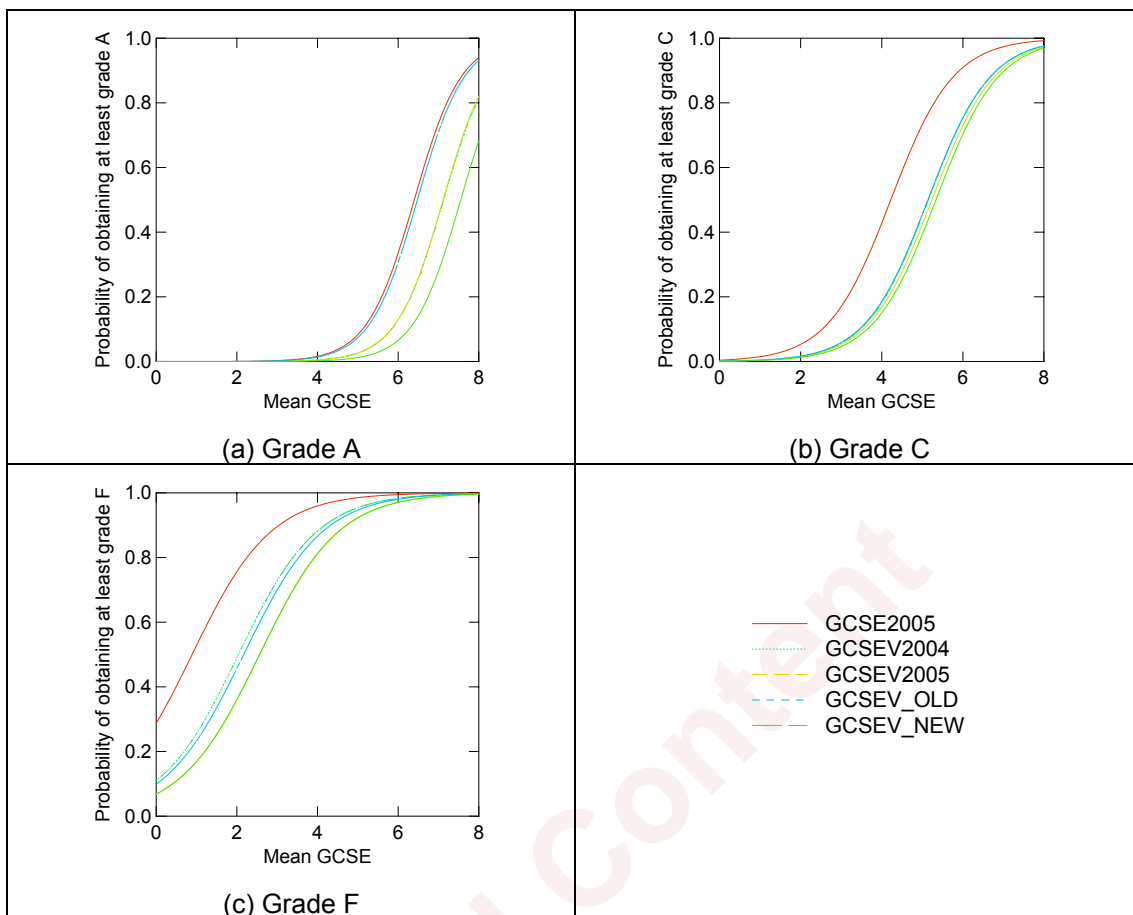 Probability of obtaining at least grade A
1.0
0.8
0.6
0.4
0.2
0.0
0 2 4 6 8
Mean GCSE
(a) Grade A
Probability of obtaining at least grade C
1.0
0.8
0.6
0.4
0.2
0.0
0 2 4 6 8
Mean GCSE
(b) Grade C
Probability of obtaining at least grade F
1.0
0.8
0.6
0.4
0.2
0.0
0 2 4 6 8
Mean GCSE
(c) Grade F
GCSE2005
GCSEV2004
GCSEV2005
GCSEV_OLD
GCSEV_NEW
Content